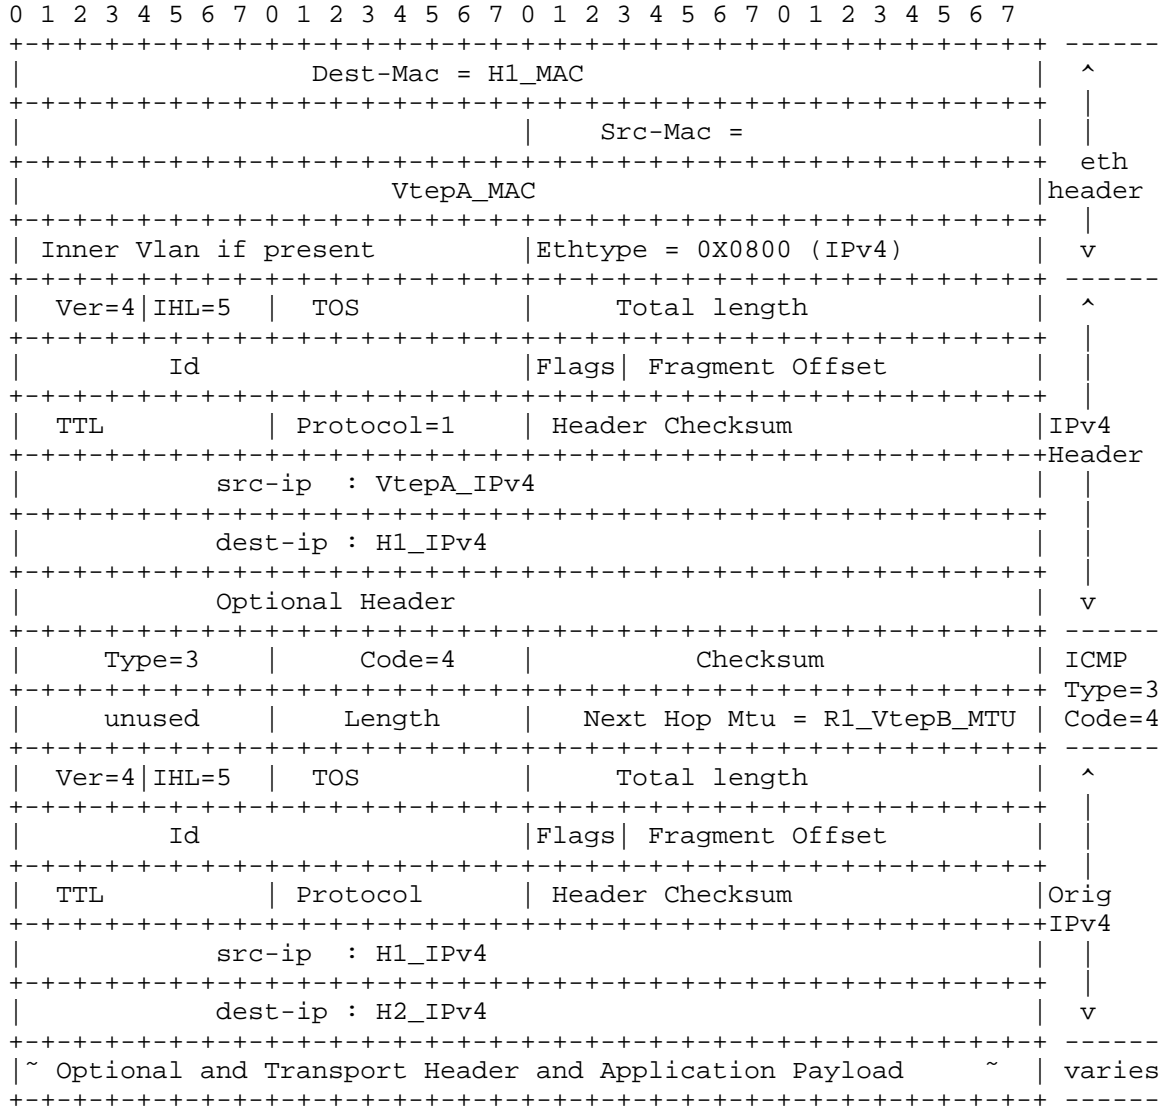 0 1 2 3 4 5 6 7 0 1 2 3 4 5 6 7 0 1 2 3 4 5 6 7 0 1 2 3 4 5 6 7
+-+-+-+-+-+-+-+-+-+-+-+-+-+-+-+-+-+-+-+-+-+-+-+-+-+-+-+-+-+-+-+-+ ------
|                  Dest-Mac = H1_MAC                            |  ^
+-+-+-+-+-+-+-+-+-+-+-+-+-+-+-+-+-+-+-+-+-+-+-+-+-+-+-+-+-+-+-+-+  |
|                               |    Src-Mac =                  |  |
+-+-+-+-+-+-+-+-+-+-+-+-+-+-+-+-+-+-+-+-+-+-+-+-+-+-+-+-+-+-+-+-+  eth
|                       VtepA_MAC                               |header
+-+-+-+-+-+-+-+-+-+-+-+-+-+-+-+-+-+-+-+-+-+-+-+-+-+-+-+-+-+-+-+-+  |
| Inner Vlan if present         |Ethtype = 0X0800 (IPv4)        |  v
+-+-+-+-+-+-+-+-+-+-+-+-+-+-+-+-+-+-+-+-+-+-+-+-+-+-+-+-+-+-+-+-+ ------
|  Ver=4|IHL=5  |  TOS          |     Total length              |  ^
+-+-+-+-+-+-+-+-+-+-+-+-+-+-+-+-+-+-+-+-+-+-+-+-+-+-+-+-+-+-+-+-+  |
|         Id                    |Flags| Fragment Offset         |  |
+-+-+-+-+-+-+-+-+-+-+-+-+-+-+-+-+-+-+-+-+-+-+-+-+-+-+-+-+-+-+-+-+  |
|  TTL          | Protocol=1    | Header Checksum               |IPv4
+-+-+-+-+-+-+-+-+-+-+-+-+-+-+-+-+-+-+-+-+-+-+-+-+-+-+-+-+-+-+-+-+Header
|            src-ip  : VtepA_IPv4                               |  |
+-+-+-+-+-+-+-+-+-+-+-+-+-+-+-+-+-+-+-+-+-+-+-+-+-+-+-+-+-+-+-+-+  |
|            dest-ip : H1_IPv4                                  |  |
+-+-+-+-+-+-+-+-+-+-+-+-+-+-+-+-+-+-+-+-+-+-+-+-+-+-+-+-+-+-+-+-+  |
|            Optional Header                                    |  v
+-+-+-+-+-+-+-+-+-+-+-+-+-+-+-+-+-+-+-+-+-+-+-+-+-+-+-+-+-+-+-+-+ ------
|     Type=3    |     Code=4    |          Checksum             | ICMP
+-+-+-+-+-+-+-+-+-+-+-+-+-+-+-+-+-+-+-+-+-+-+-+-+-+-+-+-+-+-+-+-+ Type=3
|     unused    |    Length     |   Next Hop Mtu = R1_VtepB_MTU | Code=4
+-+-+-+-+-+-+-+-+-+-+-+-+-+-+-+-+-+-+-+-+-+-+-+-+-+-+-+-+-+-+-+-+ ------
|  Ver=4|IHL=5  |  TOS          |     Total length              |  ^
+-+-+-+-+-+-+-+-+-+-+-+-+-+-+-+-+-+-+-+-+-+-+-+-+-+-+-+-+-+-+-+-+  |
|         Id                    |Flags| Fragment Offset         |  |
+-+-+-+-+-+-+-+-+-+-+-+-+-+-+-+-+-+-+-+-+-+-+-+-+-+-+-+-+-+-+-+-+  |
|  TTL          | Protocol      | Header Checksum               |Orig
+-+-+-+-+-+-+-+-+-+-+-+-+-+-+-+-+-+-+-+-+-+-+-+-+-+-+-+-+-+-+-+-+IPv4
|            src-ip  : H1_IPv4                                  |  |
+-+-+-+-+-+-+-+-+-+-+-+-+-+-+-+-+-+-+-+-+-+-+-+-+-+-+-+-+-+-+-+-+  |
|            dest-ip : H2_IPv4                                  |  v
+-+-+-+-+-+-+-+-+-+-+-+-+-+-+-+-+-+-+-+-+-+-+-+-+-+-+-+-+-+-+-+-+ ------
|~ Optional and Transport Header and Application Payload     ~  | varies
+-+-+-+-+-+-+-+-+-+-+-+-+-+-+-+-+-+-+-+-+-+-+-+-+-+-+-+-+-+-+-+-+ ------